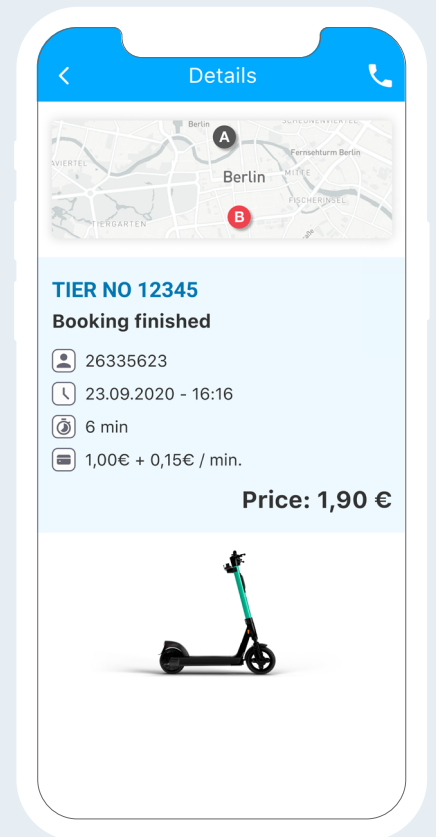 Details
Berlin
SCHEUNENVIERTEL
A
Fernsehturm Berlin
AVIERTEL
Berlin
MITTE
FISCHERINSEL
B
TIERGARTEN
TIER NO 12345
Booking finished
26335623
23.09.2020 - 16:16
6 min
1,00€ + 0,15€ / min.
Price: 1,90 €